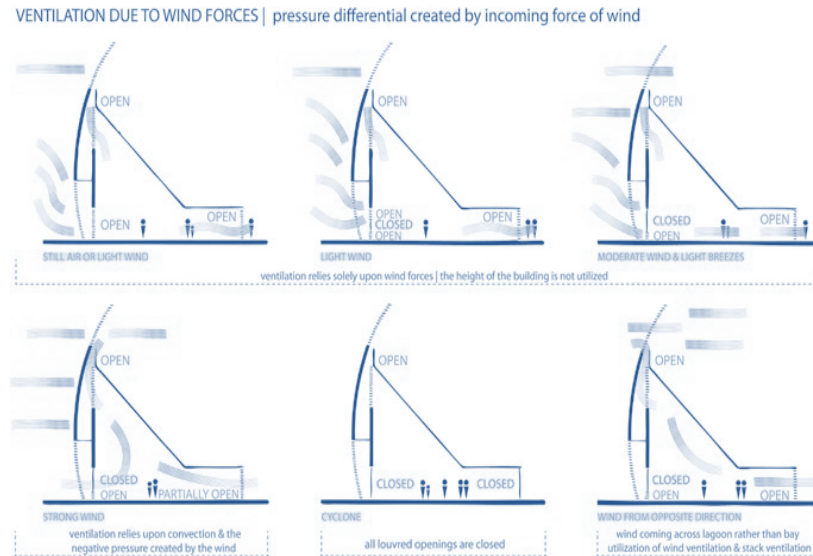 VENTILATION DUE TO WIND FORCES | pressure differential created by incoming force of wind
OPEN
OPEN
OPEN
STILL AIR OR LIGHT WIND
OPEN
OPEN
CLOSED
OPEN
OPEN
LIGHT WIND
OPEN
CLOSED
OPEN
OPEN
MODERATE WIND & LIGHT BREEZES
ventilation relies solely upon wind forces | the height of the building is not utilized
OPEN
CLOSED
OPEN
PARTIALLY OPEN
STRONG WIND
ventilation relies upon convection & the
negative pressure created by the wind
OPEN
CLOSED
CLOSED
CYCLONE
all louvred openings are closed
OPEN
CLOSED
OPEN
OPEN
WIND FROM OPPOSITE DIRECTION
wind coming across lagoon rather than bay
utilization of wind ventilation & stack ventilation